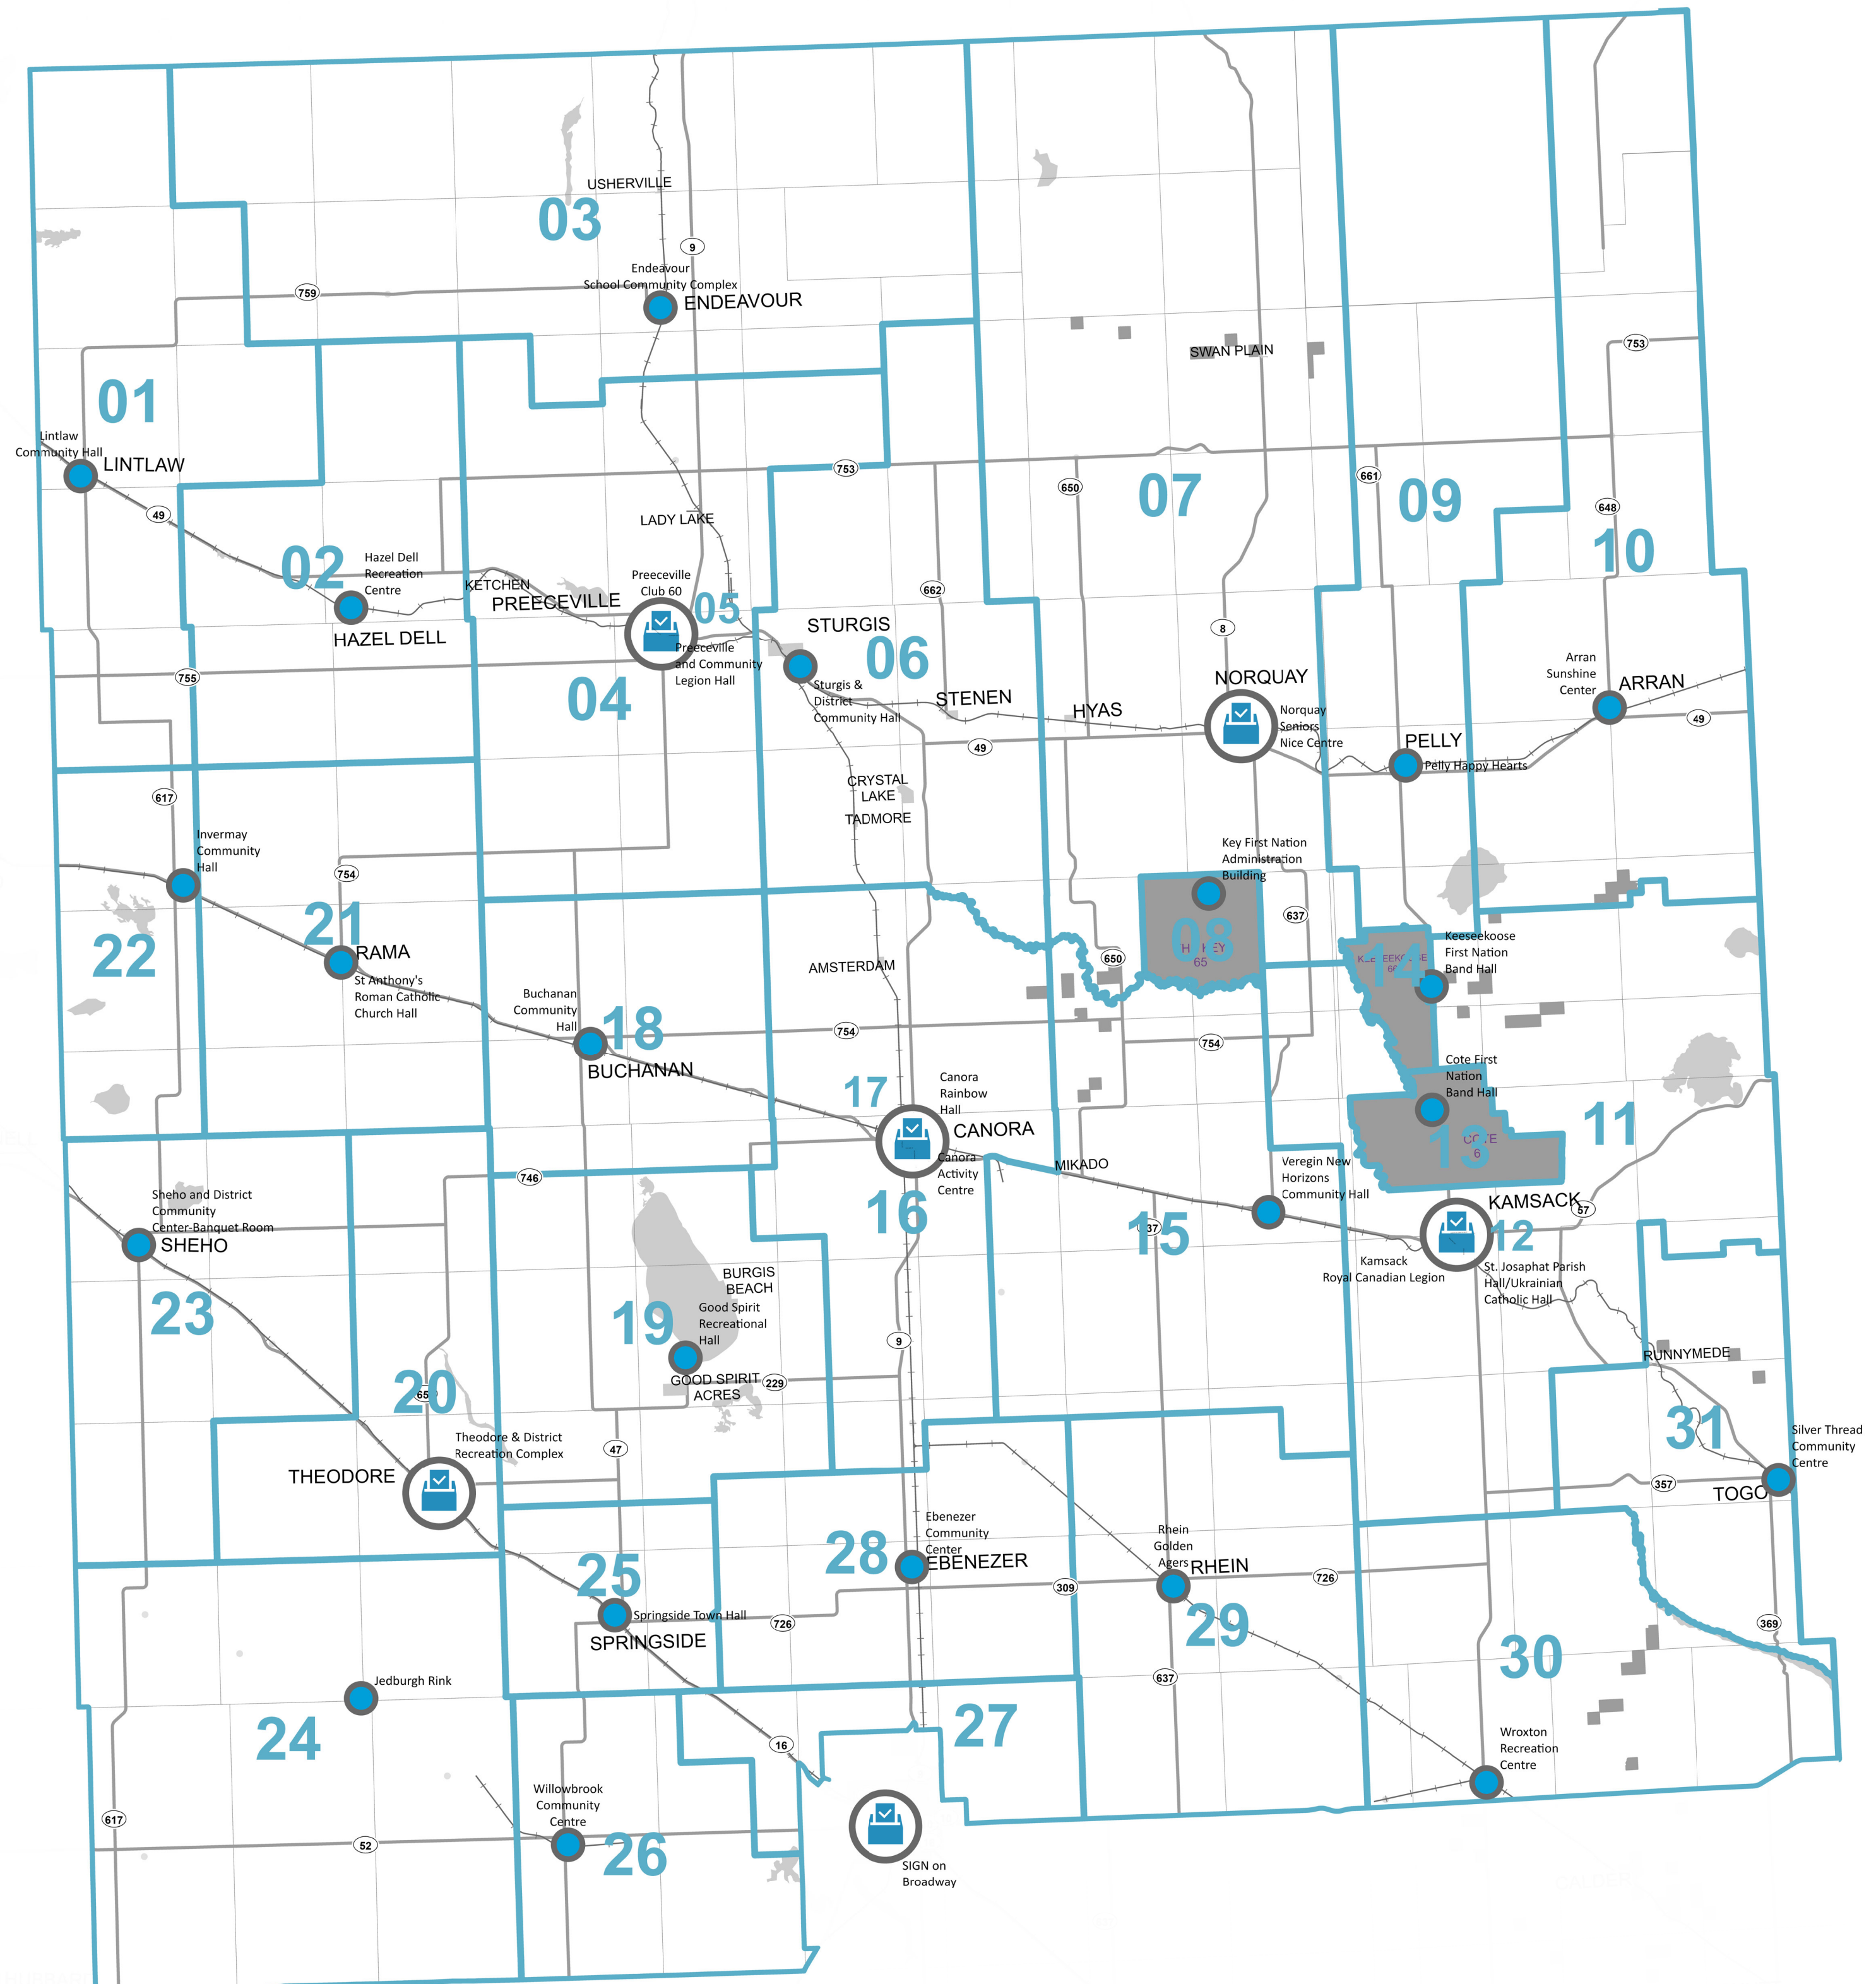 USHERVILLE
03
9
Endeavour
School Community Complex
ENDEAVOUR
759
753
SWAN PLAIN
01
Lintlaw
Community Hall
LINTLAW
49
753
650
07
661
09
648
10
LADY LAKE
02
Hazel Dell
Recreation
Centre
HAZEL DELL
KETCHEN
PREECEVILLE
Preeceville
Club 60
05
Preeceville
and Community
Legion Hall
04
662
STURGIS
06
Sturgis &
District
Community Hall
STENEN
HYAS
8
NORQUAY
Norquay
Seniors
Nice Centre
Arran
Sunshine
Center
ARRAN
49
PELLY
Pelly Happy Hearts
755
49
617
CRYSTAL
LAKE
TADMORE
Invermay
Community
Hall
754
Key First Nation
Administration
Building
08
KEY
65
637
21
22
RAMA
St Anthony's
Roman Catholic
Church Hall
AMSTERDAM
650
14
Keeseekoose
First Nation
Band Hall
Buchanan
Community
Hall
18
BUCHANAN
754
754
Cote First
Nation
Band Hall
13
11
17
Canora
Rainbow
Hall
CANORA
Canora
Activity
Centre
16
MIKADO
746
Veregin New
Horizons
Community Hall
15
KAMSACK
57
12
Kamsack
Royal Canadian Legion
St. Josaphat Parish
Hall/Ukrainian
Catholic Hall
Sheho and District
Community
Center-Banquet Room
SHEHO
23
BURGIS
BEACH
19
Good Spirit
Recreational
Hall
GOOD SPIRIT
ACRES
229
9
RUNNYMEDE
20
31
Silver Thread
Community
Centre
TOGO
357
Theodore & District
Recreation Complex
THEODORE
47
Ebenezer
Community
Center
28
EBENEZER
Rhein
Golden
Agers
RHEIN
726
309
29
25
Springside Town Hall
SPRINGSIDE
726
369
30
637
Jedburgh Rink
24
27
16
Wroxton
Recreation
Centre
Willowbrook
Community
Centre
617
52
26
SIGN on
Broadway